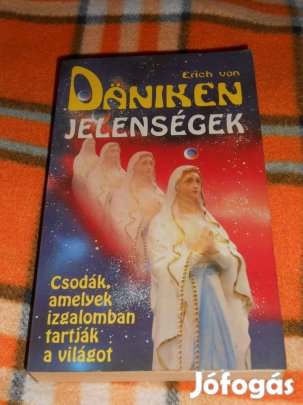 Erich von
DÄNIKEN
JELENSÉGEK
Csodák,
amelyek
izgalomban
tartják
a világot
Jófogás